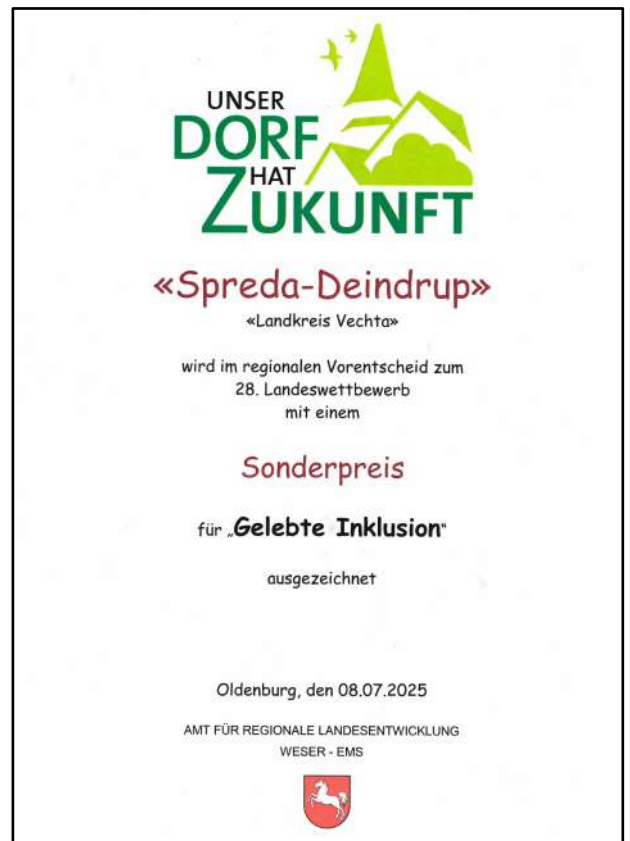 UNSER
DORF
HAT
ZUKUNFT
«Spreda-Deindrup»
«Landkreis Vechta»
wird im regionalen Vorentscheid zum
28. Landeswettbewerb
mit einem
Sonderpreis
für „Gelebte Inklusion“
ausgezeichnet
Oldenburg, den 08.07.2025
AMT FÜR REGIONALE LANDESENTWICKLUNG
WESER - EMS